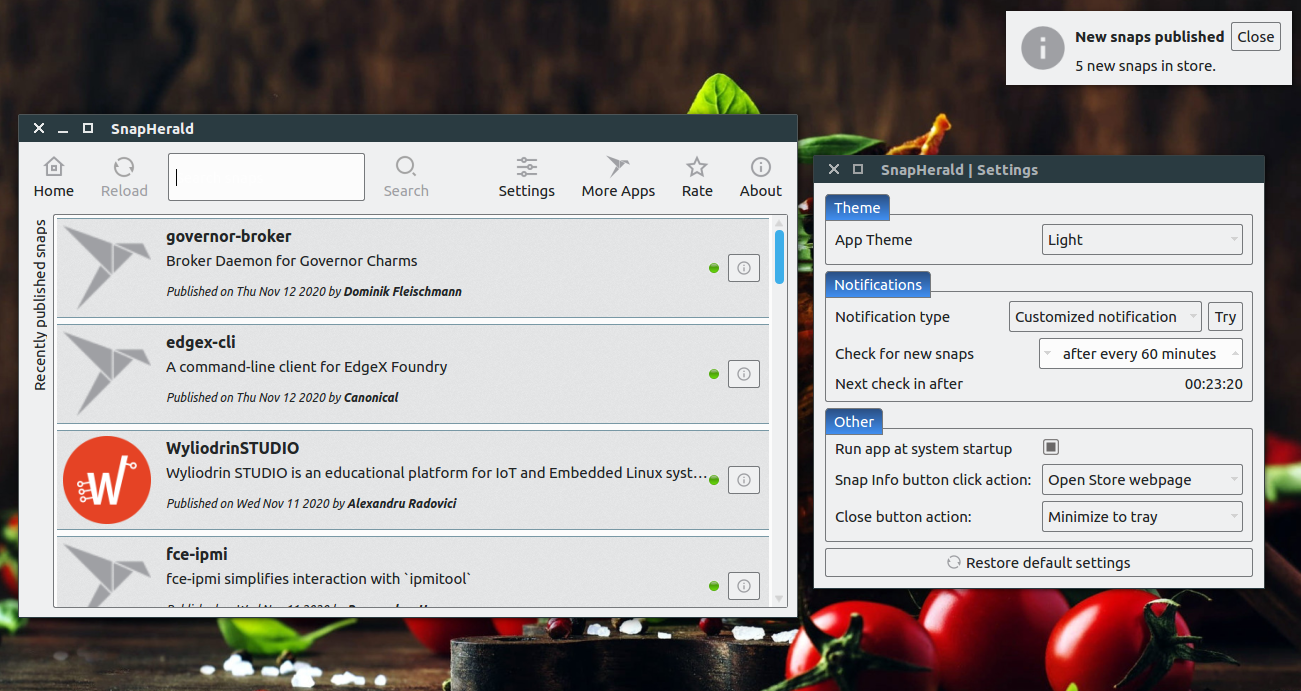 New snaps published
Close
5 new snaps in store.
SnapHerald
Home
Reload
Search
Settings
More Apps
Rate
About
Recently published snaps
governor-broker
Broker Daemon for Governor Charms
Published on Thu Nov 12 2020 by Dominik Fleischmann
edgex-cli
A command-line client for EdgeX Foundry
Published on Thu Nov 12 2020 by Canonical
W
WyliodrinSTUDIO
Wyliodrin STUDIO is an educational platform for IoT and Embedded Linux syst...
Published on Wed Nov 11 2020 by Alexandru Radovici
fce-ipmi
fce-ipmi simplifies interaction with `ipmitool`
SnapHerald | Settings
Theme
App Theme
Light
Notifications
Notification type
Customized notification
Try
Check for new snaps
after every 60 minutes
Next check in after
00:23:20
Other
Run app at system startup
Snap Info button click action:
Open Store webpage
Close button action:
Minimize to tray
Restore default settings